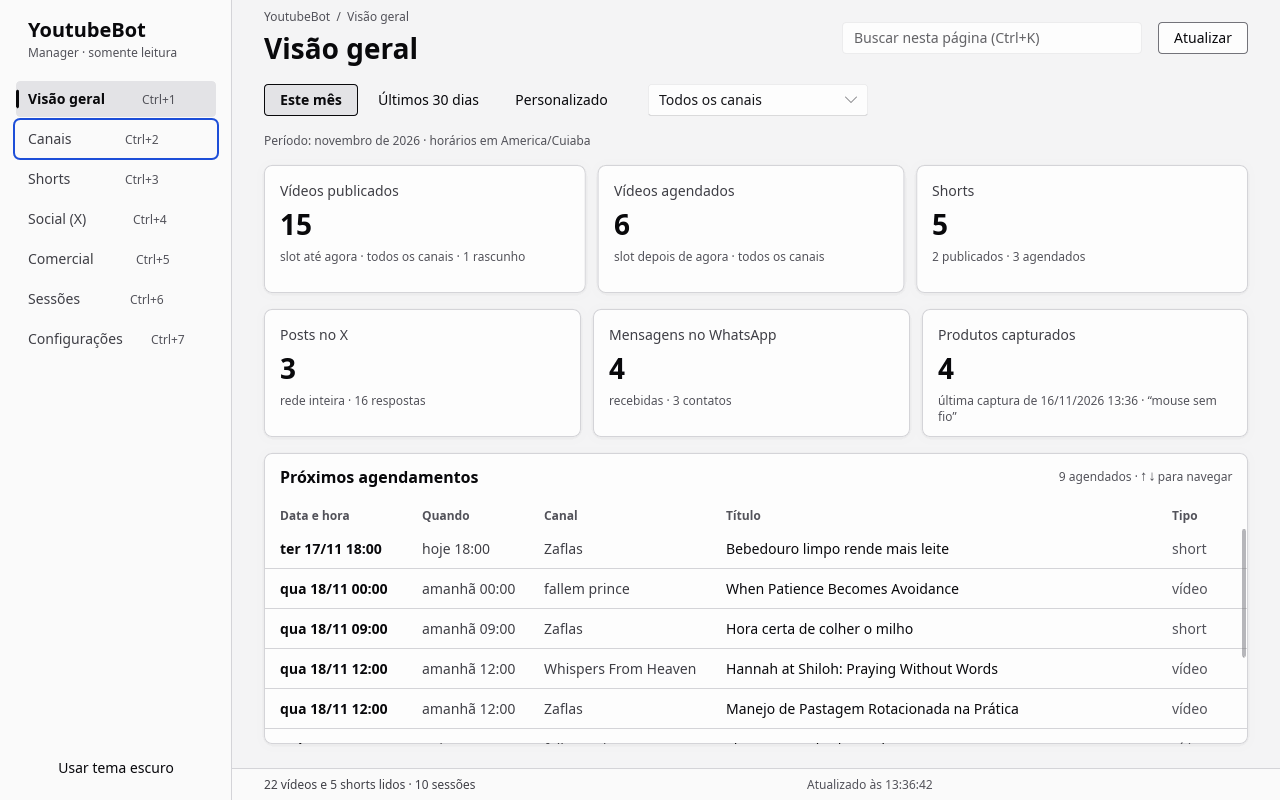 YoutubeBot
Manager · somente leitura
Visão geral Ctrl+1
Canais Ctrl+2
Shorts Ctrl+3
Social (X) Ctrl+4
Comercial Ctrl+5
Sessões Ctrl+6
Configurações Ctrl+7
Usar tema escuro
YoutubeBot / Visão geral
Visão geral
Buscar nesta página (Ctrl+K)
Atualizar
Este mês Últimos 30 dias Personalizado Todos os canais
Período: novembro de 2026 · horários em America/Cuiaba
Vídeos publicados
15
slot até agora · todos os canais · 1 rascunho
Vídeos agendados
6
slot depois de agora · todos os canais
Shorts
5
2 publicados · 3 agendados
Posts no X
3
rede inteira · 16 respostas
Mensagens no WhatsApp
4
recebidas · 3 contatos
Produtos capturados
4
última captura de 16/11/2026 13:36 · “mouse sem
fio”
Próximos agendamentos
9 agendados · ↑ ↓ para navegar
Data e hora Quando Canal Título Tipo
ter 17/11 18:00 hoje 18:00 Zaflas Bebedouro limpo rende mais leite short
qua 18/11 00:00 amanhã 00:00 fallem prince When Patience Becomes Avoidance vídeo
qua 18/11 09:00 amanhã 09:00 Zaflas Hora certa de colher o milho short
qua 18/11 12:00 amanhã 12:00 Whispers From Heaven Hannah at Shiloh: Praying Without Words vídeo
qua 18/11 12:00 amanhã 12:00 Zaflas Manejo de Pastagem Rotacionada na Prática vídeo
22 vídeos e 5 shorts lidos · 10 sessões
Atualizado às 13:36:42